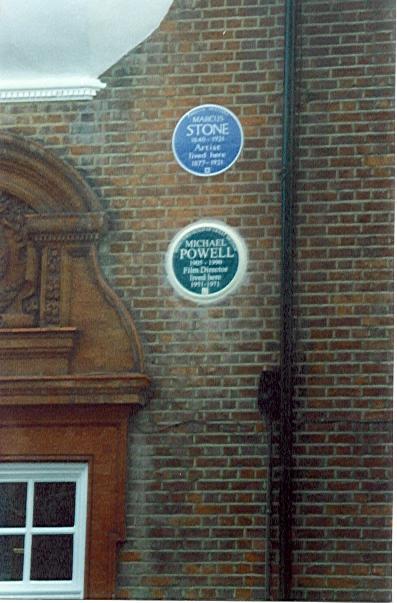 MARCUS
STONE
1840-1921
Artist
lived here
1877-1921
MICHAEL
POWELL
1905-1990
Film Director
lived here
1951-1971